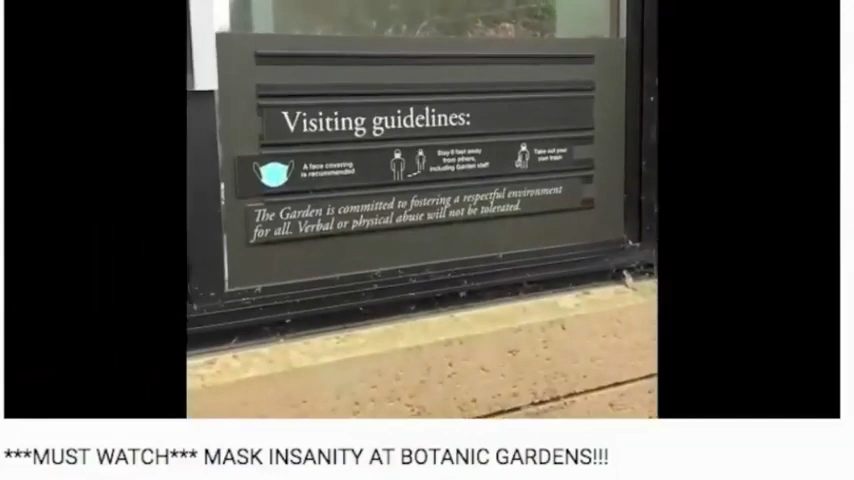 Visiting guidelines:
A face covering
is recommended
Stay 6 feet away
from others,
including Garden staff
Take out your
own trash
The Garden is committed to fostering a respectful environment
for all. Verbal or physical abuse will not be tolerated.
***MUST WATCH*** MASK INSANITY AT BOTANIC GARDENS!!!